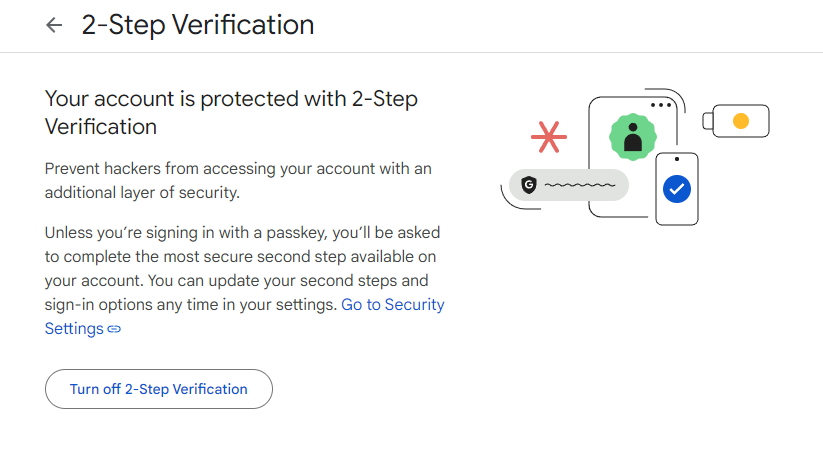 2-Step Verification
Your account is protected with 2-Step
Verification
Prevent hackers from accessing your account with an
additional layer of security.
Unless you’re signing in with a passkey, you’ll be asked
to complete the most secure second step available on
your account. You can update your second steps and
sign-in options any time in your settings. Go to Security
Settings
Turn off 2-Step Verification
G